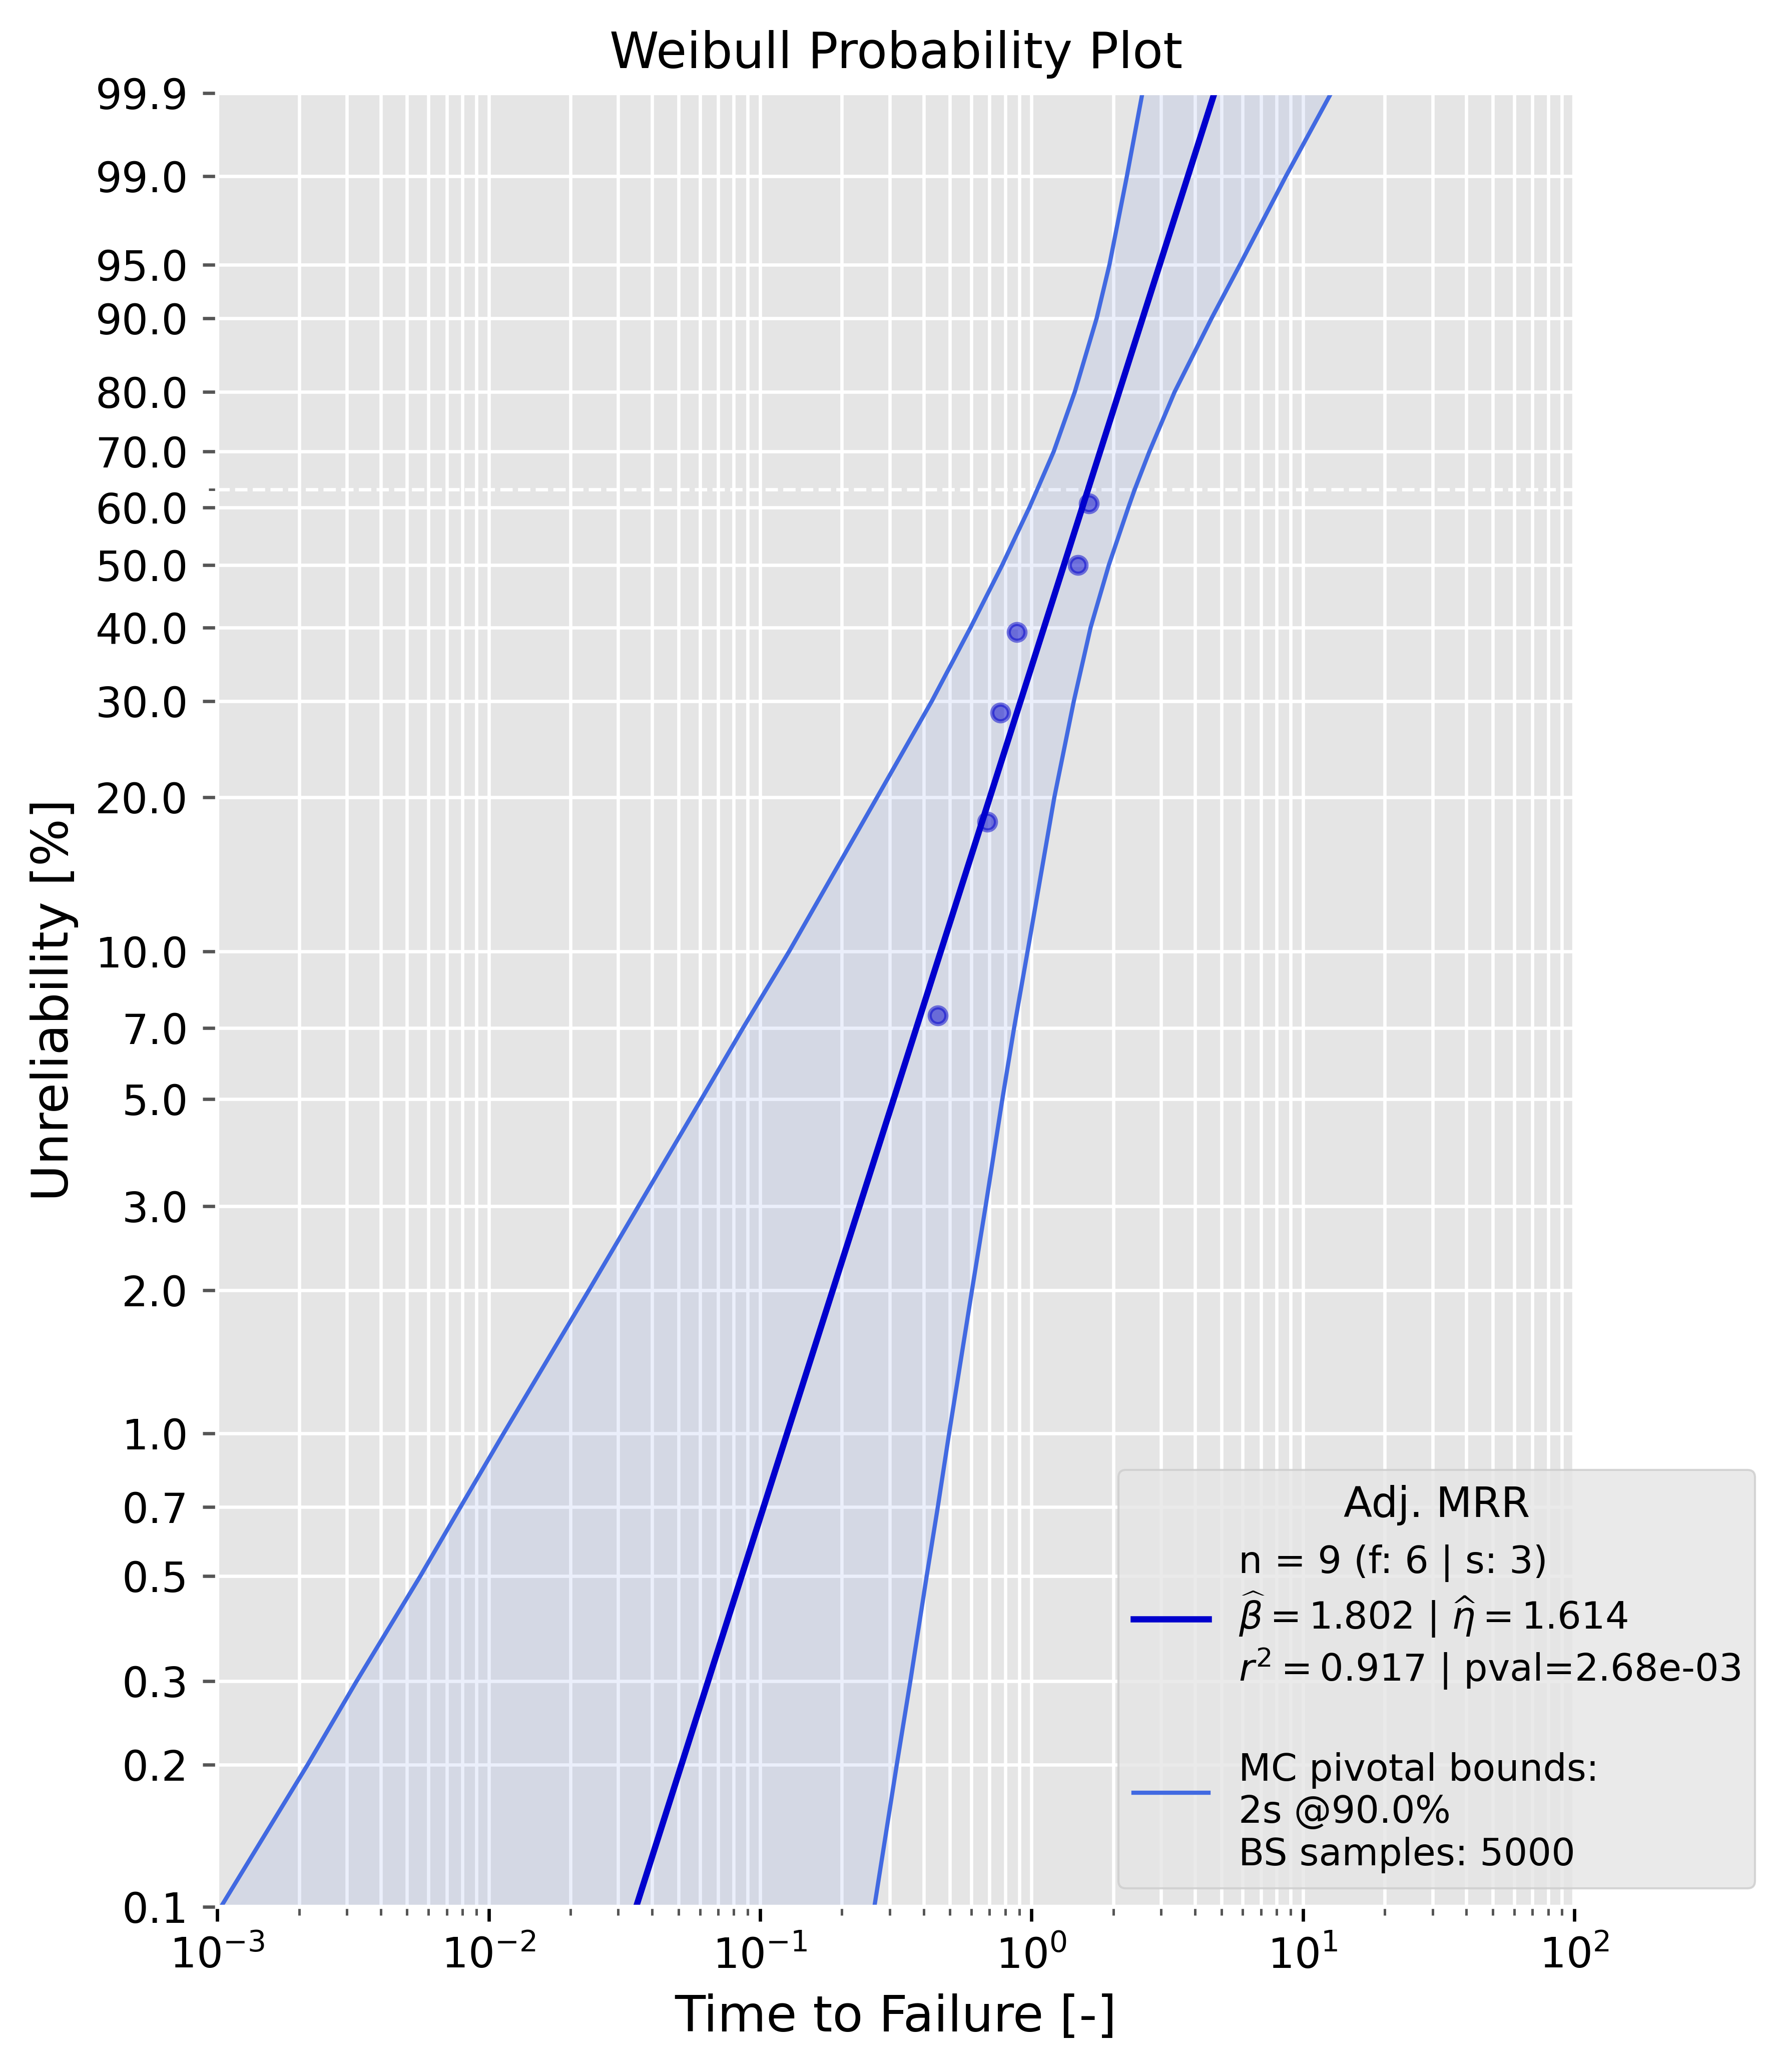 Weibull Probability Plot
Unreliability [%]
99.9
99.0
95.0
90.0
80.0
70.0
60.0
50.0
40.0
30.0
20.0
10.0
7.0
5.0
3.0
2.0
1.0
0.7
0.5
0.3
0.2
0.1
Adj. MRR
n = 9 (f: 6 | s: 3)
β̂ = 1.802 | η̂ = 1.614
r² = 0.917 | pval=2.68e-03
MC pivotal bounds:
2s @90.0%
BS samples: 5000
10⁻³ 10⁻² 10⁻¹ 10⁰ 10¹ 10²
Time to Failure [-]